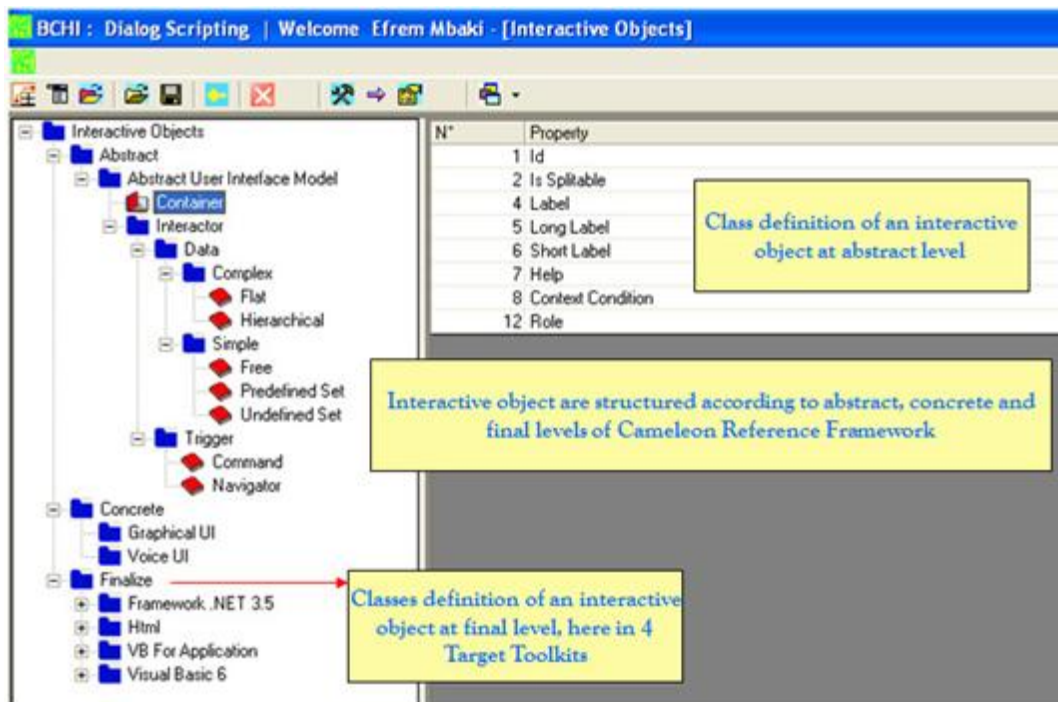 BCHI : Dialog Scripting | Welcome Efrem Mbaki - [Interactive Objects]
Interactive Objects
Abstract
Abstract User Interface Model
Container
Interactor
Data
Complex
Flat
Hierarchical
Simple
Free
Predefined Set
Undefined Set
Trigger
Command
Navigator
Concrete
Graphical UI
Voice UI
Finalize
Framework .NET 3.5
Html
VB For Application
Visual Basic 6
N° Property
1 Id
2 Is Splitable
4 Label
5 Long Label
6 Short Label
7 Help
8 Context Condition
12 Role
Class definition of an interactive
object at abstract level
Interactive object are structured according to abstract, concrete and
final levels of Cameleon Reference Framework
Classes definition of an interactive
object at final level, here in 4
Target Toolkits